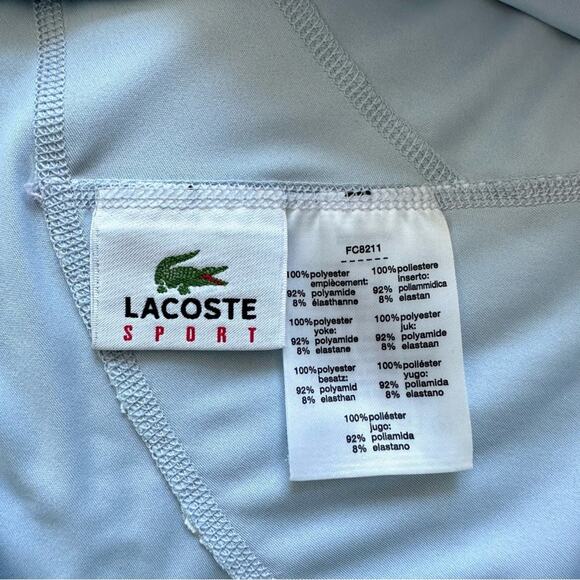 LACOSTE
SPORT
FC8211
100%polyester
emplècement:
92% polyamide
8% élasthanne
100%poliestere
inserto:
92% poliammidica
8% elastan
100%polyester
yoke:
92% polyamide
8% elastane
100%polyester
juk:
92% polyamide
8% elastaan
100%polyester
besatz:
92% polyamid
8% elasthan
100%poliéster
yugo:
92% poliamida
8% elastano
100%poliéster
jugo:
92% poliamida
8% elastano